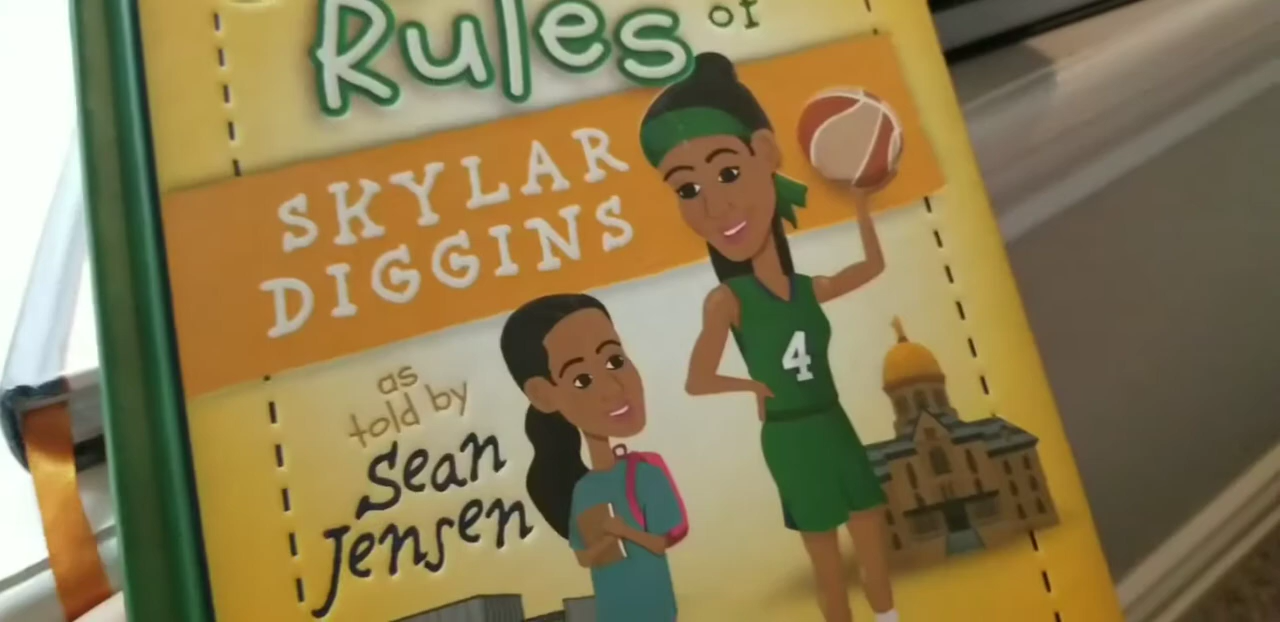 Rules of
SKYLAR
DIGGINS
as
told by
Sean
Jensen
4